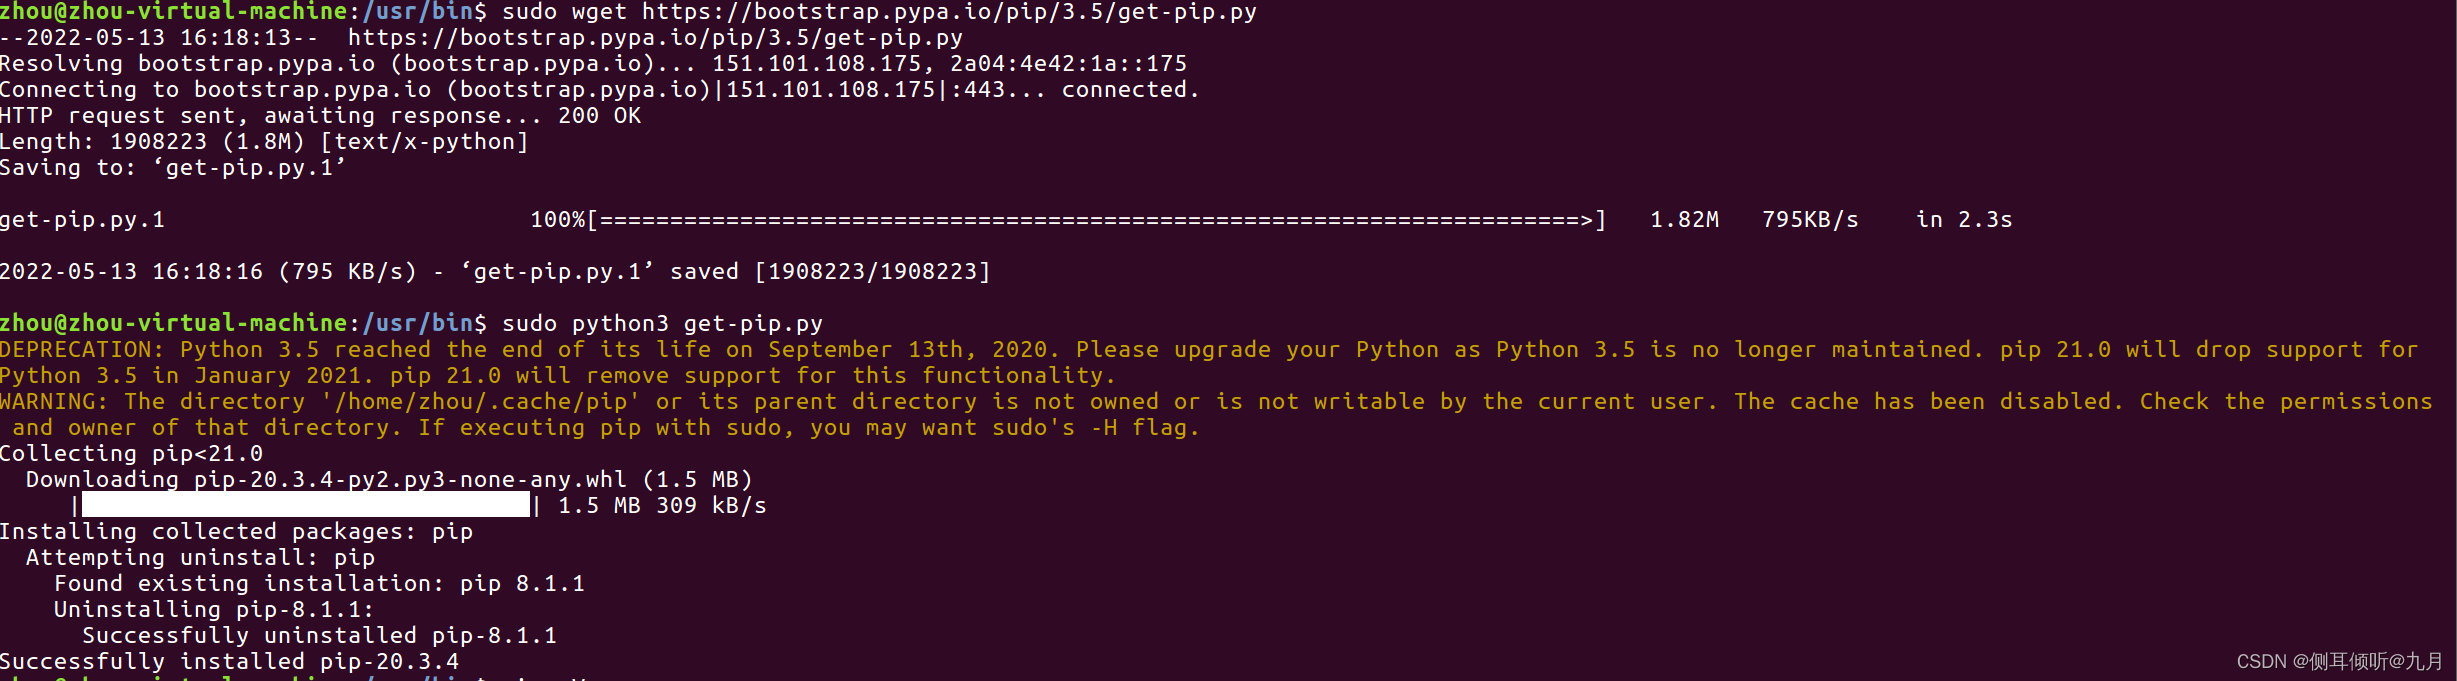 zhou@zhou-virtual-machine:/usr/bin$ sudo wget https://bootstrap.pypa.io/pip/3.5/get-pip.py
--2022-05-13 16:18:13--  https://bootstrap.pypa.io/pip/3.5/get-pip.py
Resolving bootstrap.pypa.io (bootstrap.pypa.io)... 151.101.108.175, 2a04:4e42:1a::175
Connecting to bootstrap.pypa.io (bootstrap.pypa.io)|151.101.108.175|:443... connected.
HTTP request sent, awaiting response... 200 OK
Length: 1908223 (1.8M) [text/x-python]
Saving to: ‘get-pip.py.1’
get-pip.py.1                          100%[======================================================================>]   1.82M   795KB/s    in 2.3s
2022-05-13 16:18:16 (795 KB/s) - ‘get-pip.py.1’ saved [1908223/1908223]
zhou@zhou-virtual-machine:/usr/bin$ sudo python3 get-pip.py
DEPRECATION: Python 3.5 reached the end of its life on September 13th, 2020. Please upgrade your Python as Python 3.5 is no longer maintained. pip 21.0 will drop support for
Python 3.5 in January 2021. pip 21.0 will remove support for this functionality.
WARNING: The directory '/home/zhou/.cache/pip' or its parent directory is not owned or is not writable by the current user. The cache has been disabled. Check the permissions
 and owner of that directory. If executing pip with sudo, you may want sudo's -H flag.
Collecting pip<21.0
  Downloading pip-20.3.4-py2.py3-none-any.whl (1.5 MB)
     |████████████████████████████████| 1.5 MB 309 kB/s
Installing collected packages: pip
  Attempting uninstall: pip
    Found existing installation: pip 8.1.1
    Uninstalling pip-8.1.1:
      Successfully uninstalled pip-8.1.1
Successfully installed pip-20.3.4
CSDN @侧耳倾听@九月